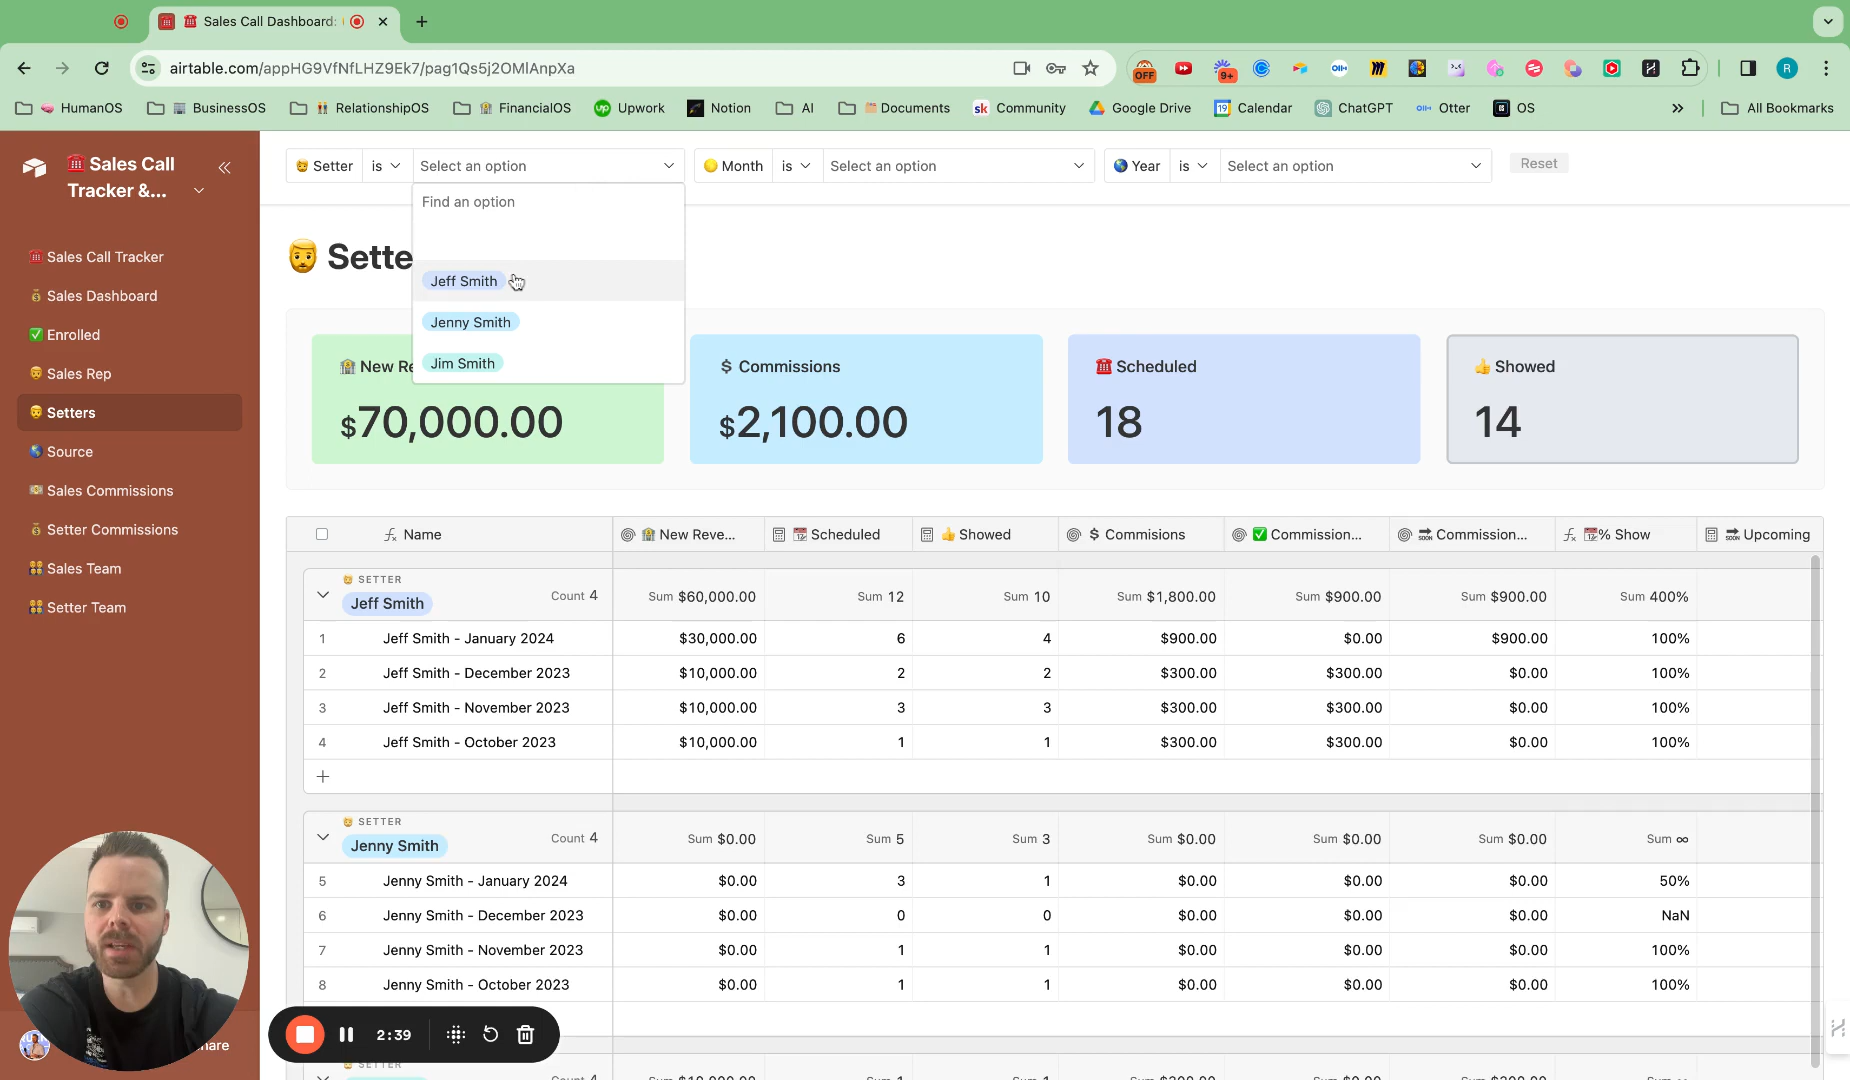 Sales Call Dashboard:
airtable.com/appHG9VfNfLHZ9Ek7/pag1Qs5j2OMlAnpXa
OFF
9+
R
HumanOS
BusinessOS
RelationshipOS
FinancialOS
Upwork
Notion
AI
Documents
Community
Google Drive
Calendar
ChatGPT
Otter
OS
All Bookmarks
Sales Call
Tracker &...
Sales Call Tracker
Sales Dashboard
Enrolled
Sales Rep
Setters
Source
Sales Commissions
Setter Commissions
Sales Team
Setter Team
Setter is Select an option
Month is Select an option
Year is Select an option
Reset
Find an option
Jeff Smith
Jenny Smith
Jim Smith
Sette
New Re
$70,000.00
$ Commissions
$2,100.00
Scheduled
18
Showed
14
Name New Reve... Scheduled Showed $ Commisions Commission... Commission... % Show Upcoming
SETTER
Jeff Smith Count 4 Sum $60,000.00 Sum 12 Sum 10 Sum $1,800.00 Sum $900.00 Sum $900.00 Sum 400%
1 Jeff Smith - January 2024 $30,000.00 6 4 $900.00 $0.00 $900.00 100%
2 Jeff Smith - December 2023 $10,000.00 2 2 $300.00 $300.00 $0.00 100%
3 Jeff Smith - November 2023 $10,000.00 3 3 $300.00 $300.00 $0.00 100%
4 Jeff Smith - October 2023 $10,000.00 1 1 $300.00 $300.00 $0.00 100%
SETTER
Jenny Smith Count 4 Sum $0.00 Sum 5 Sum 3 Sum $0.00 Sum $0.00 Sum $0.00 Sum ∞
5 Jenny Smith - January 2024 $0.00 3 1 $0.00 $0.00 $0.00 50%
6 Jenny Smith - December 2023 $0.00 0 0 $0.00 $0.00 $0.00 NaN
7 Jenny Smith - November 2023 $0.00 1 1 $0.00 $0.00 $0.00 100%
8 Jenny Smith - October 2023 $0.00 1 1 $0.00 $0.00 $0.00 100%
SETTER
2:39